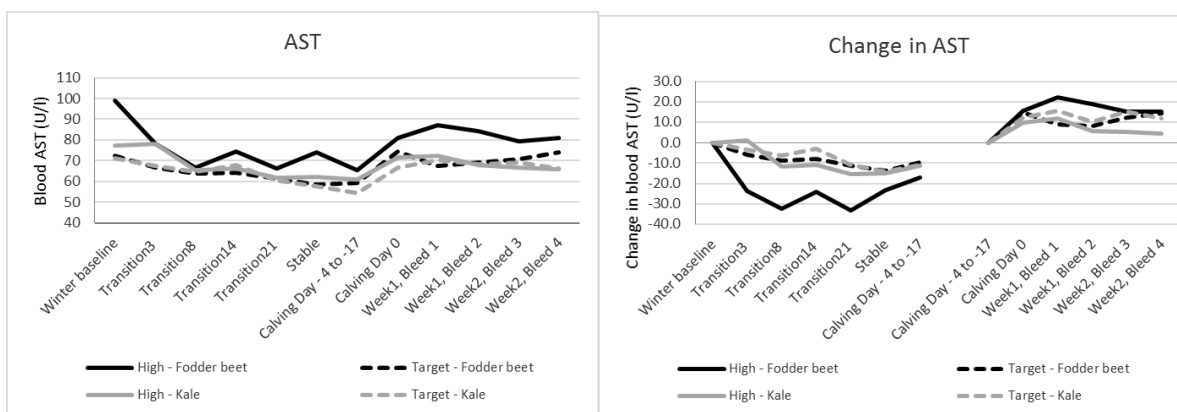 AST
Blood AST (U/l)
110
100
90
80
70
60
50
40
Winter baseline
Transition3
Transition8
Transition14
Transition21
Stable
Calving Day - 4 to -17
Calving Day 0
Week1, Bleed 1
Week1, Bleed 2
Week2, Bleed 3
Week2, Bleed 4
High - Fodder beet
Target - Fodder beet
High - Kale
Target - Kale
Change in AST
Change in blood AST (U/l)
30.0
20.0
10.0
0.0
-10.0
-20.0
-30.0
-40.0
Winter baseline
Transition3
Transition8
Transition14
Transition21
Stable
Calving Day - 4 to -17
Calving Day - 4 to -17
Calving Day 0
Week1, Bleed 1
Week1, Bleed 2
Week2, Bleed 3
Week2, Bleed 4
High - Fodder beet
Target - Fodder beet
High - Kale
Target - Kale